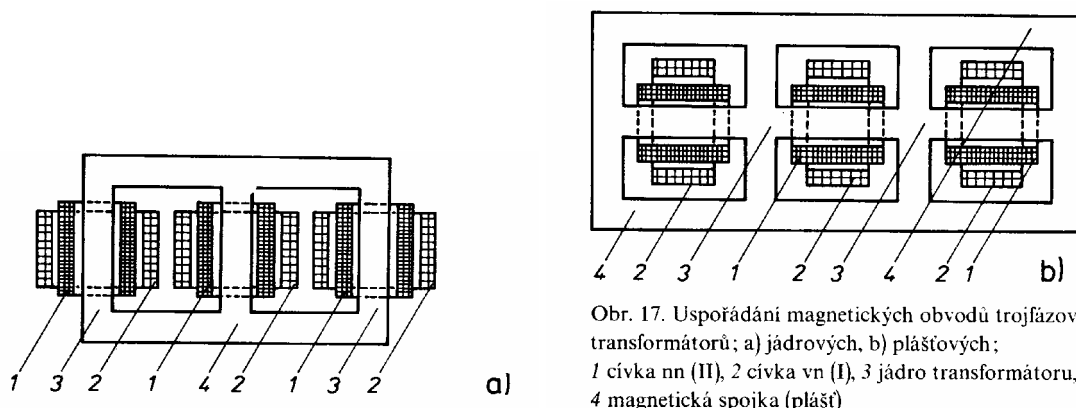 1 3 2 1 4 2 1 3 2 a)
4 2 3 1 2 3 4 2 1 b)
Obr. 17. Uspořádání magnetických obvodů trojfázov
transformátorů; a) jádrových, b) plášťových;
1 cívka nn (II), 2 cívka vn (I), 3 jádro transformátoru,
4 magnetická spojka (plášť)